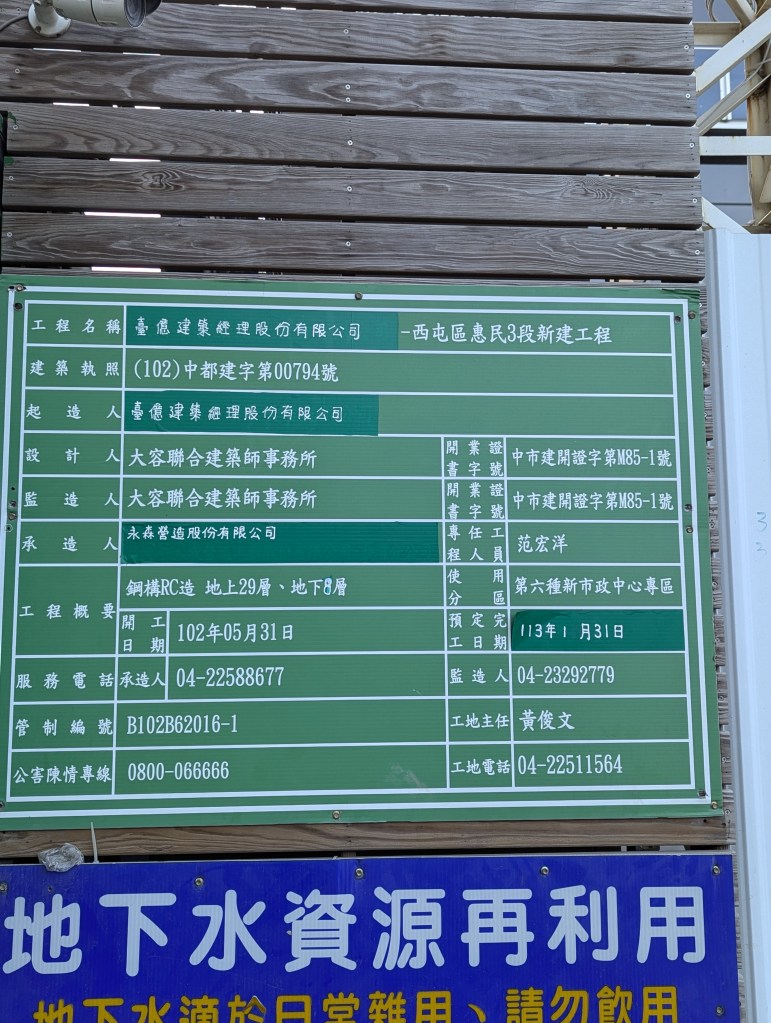 工程名稱 臺億建築經理股份有限公司 -西屯區惠民3段新建工程
建築執照 (102)中都建字第00794號
起造人 臺億建築經理股份有限公司
設計人 大容聯合建築師事務所 開業證書字號 中市建開證字第M85-1號
監造人 大容聯合建築師事務所 開業證書字號 中市建開證字第M85-1號
承造人 永森營造股份有限公司 專任工程人員 范宏洋
工程概要 鋼構RC造 地上29層、地下8層 使用分區 第六種新市政中心專區
開工日期 102年05月31日 預定完工日期 113年1月31日
服務電話 承造人 04-22588677 監造人 04-23292779
管制編號 B102B62016-1 工地主任 黃俊文
公害陳情專線 0800-066666 工地電話 04-22511564
地下水資源再利用
地下水滴於日常雜用、請勿飲用